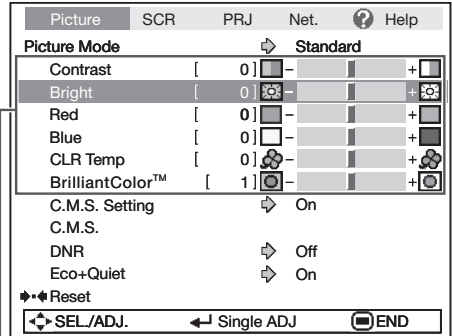 Picture SCR PRJ Net. Help
Picture Mode Standard
Contrast [ 0] - +
Bright [ 0] - +
Red [ 0] - +
Blue [ 0] - +
CLR Temp [ 0] - +
BrilliantColor™ [ 1] - +
C.M.S. Setting On
C.M.S.
DNR Off
Eco+Quiet On
Reset
SEL./ADJ. Single ADJ END